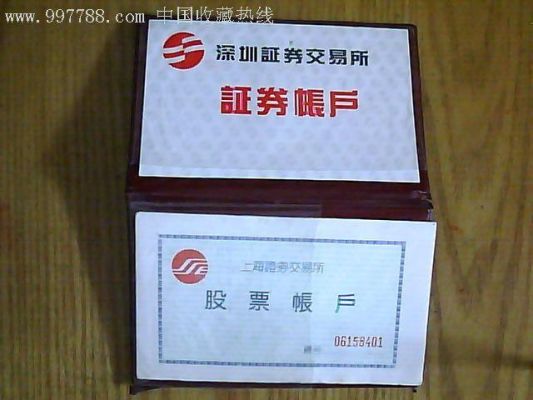 www.997788.com 中国收藏热线
深圳証券交易所
証券帳戶
上海證券交易所
股票帳戶
06158401